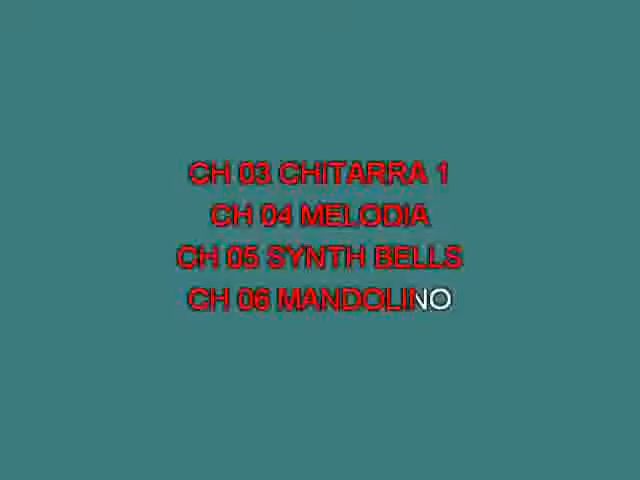 CH 03 CHITARRA 1
CH 04 MELODIA
CH 05 SYNTH BELLS
CH 06 MANDOLINO